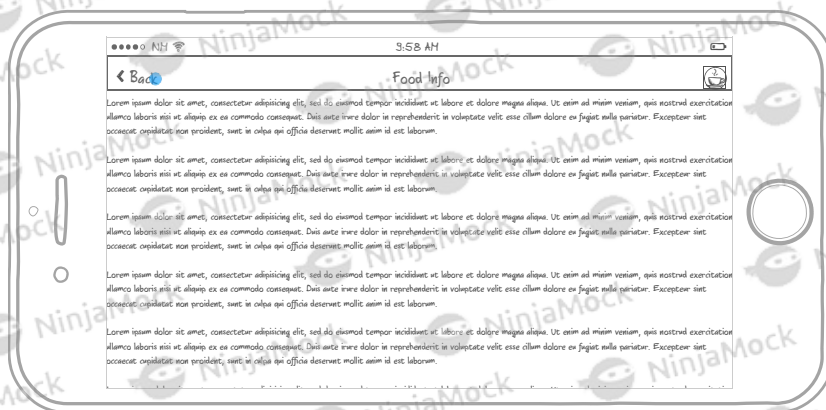 NH 9:58 AM
Back Food Info
Lorem ipsum dolor sit amet, consectetur adipisicing elit, sed do eiusmod tempor incididunt ut labore et dolore magna aliqua. Ut enim ad minim veniam, quis nostrud exercitation
ullamco laboris nisi ut aliquip ex ea commodo consequat. Duis aute irure dolor in reprehenderit in voluptate velit esse cillum dolore eu fugiat nulla pariatur. Excepteur sint
occaecat cupidatat non proident, sunt in culpa qui officia deserunt mollit anim id est laborum.
Lorem ipsum dolor sit amet, consectetur adipisicing elit, sed do eiusmod tempor incididunt ut labore et dolore magna aliqua. Ut enim ad minim veniam, quis nostrud exercitation
ullamco laboris nisi ut aliquip ex ea commodo consequat. Duis aute irure dolor in reprehenderit in voluptate velit esse cillum dolore eu fugiat nulla pariatur. Excepteur sint
occaecat cupidatat non proident, sunt in culpa qui officia deserunt mollit anim id est laborum.
Lorem ipsum dolor sit amet, consectetur adipisicing elit, sed do eiusmod tempor incididunt ut labore et dolore magna aliqua. Ut enim ad minim veniam, quis nostrud exercitation
ullamco laboris nisi ut aliquip ex ea commodo consequat. Duis aute irure dolor in reprehenderit in voluptate velit esse cillum dolore eu fugiat nulla pariatur. Excepteur sint
occaecat cupidatat non proident, sunt in culpa qui officia deserunt mollit anim id est laborum.
Lorem ipsum dolor sit amet, consectetur adipisicing elit, sed do eiusmod tempor incididunt ut labore et dolore magna aliqua. Ut enim ad minim veniam, quis nostrud exercitation
ullamco laboris nisi ut aliquip ex ea commodo consequat. Duis aute irure dolor in reprehenderit in voluptate velit esse cillum dolore eu fugiat nulla pariatur. Excepteur sint
occaecat cupidatat non proident, sunt in culpa qui officia deserunt mollit anim id est laborum.
Lorem ipsum dolor sit amet, consectetur adipisicing elit, sed do eiusmod tempor incididunt ut labore et dolore magna aliqua. Ut enim ad minim veniam, quis nostrud exercitation
ullamco laboris nisi ut aliquip ex ea commodo consequat. Duis aute irure dolor in reprehenderit in voluptate velit esse cillum dolore eu fugiat nulla pariatur. Excepteur sint
occaecat cupidatat non proident, sunt in culpa qui officia deserunt mollit anim id est laborum.
NinjaMock